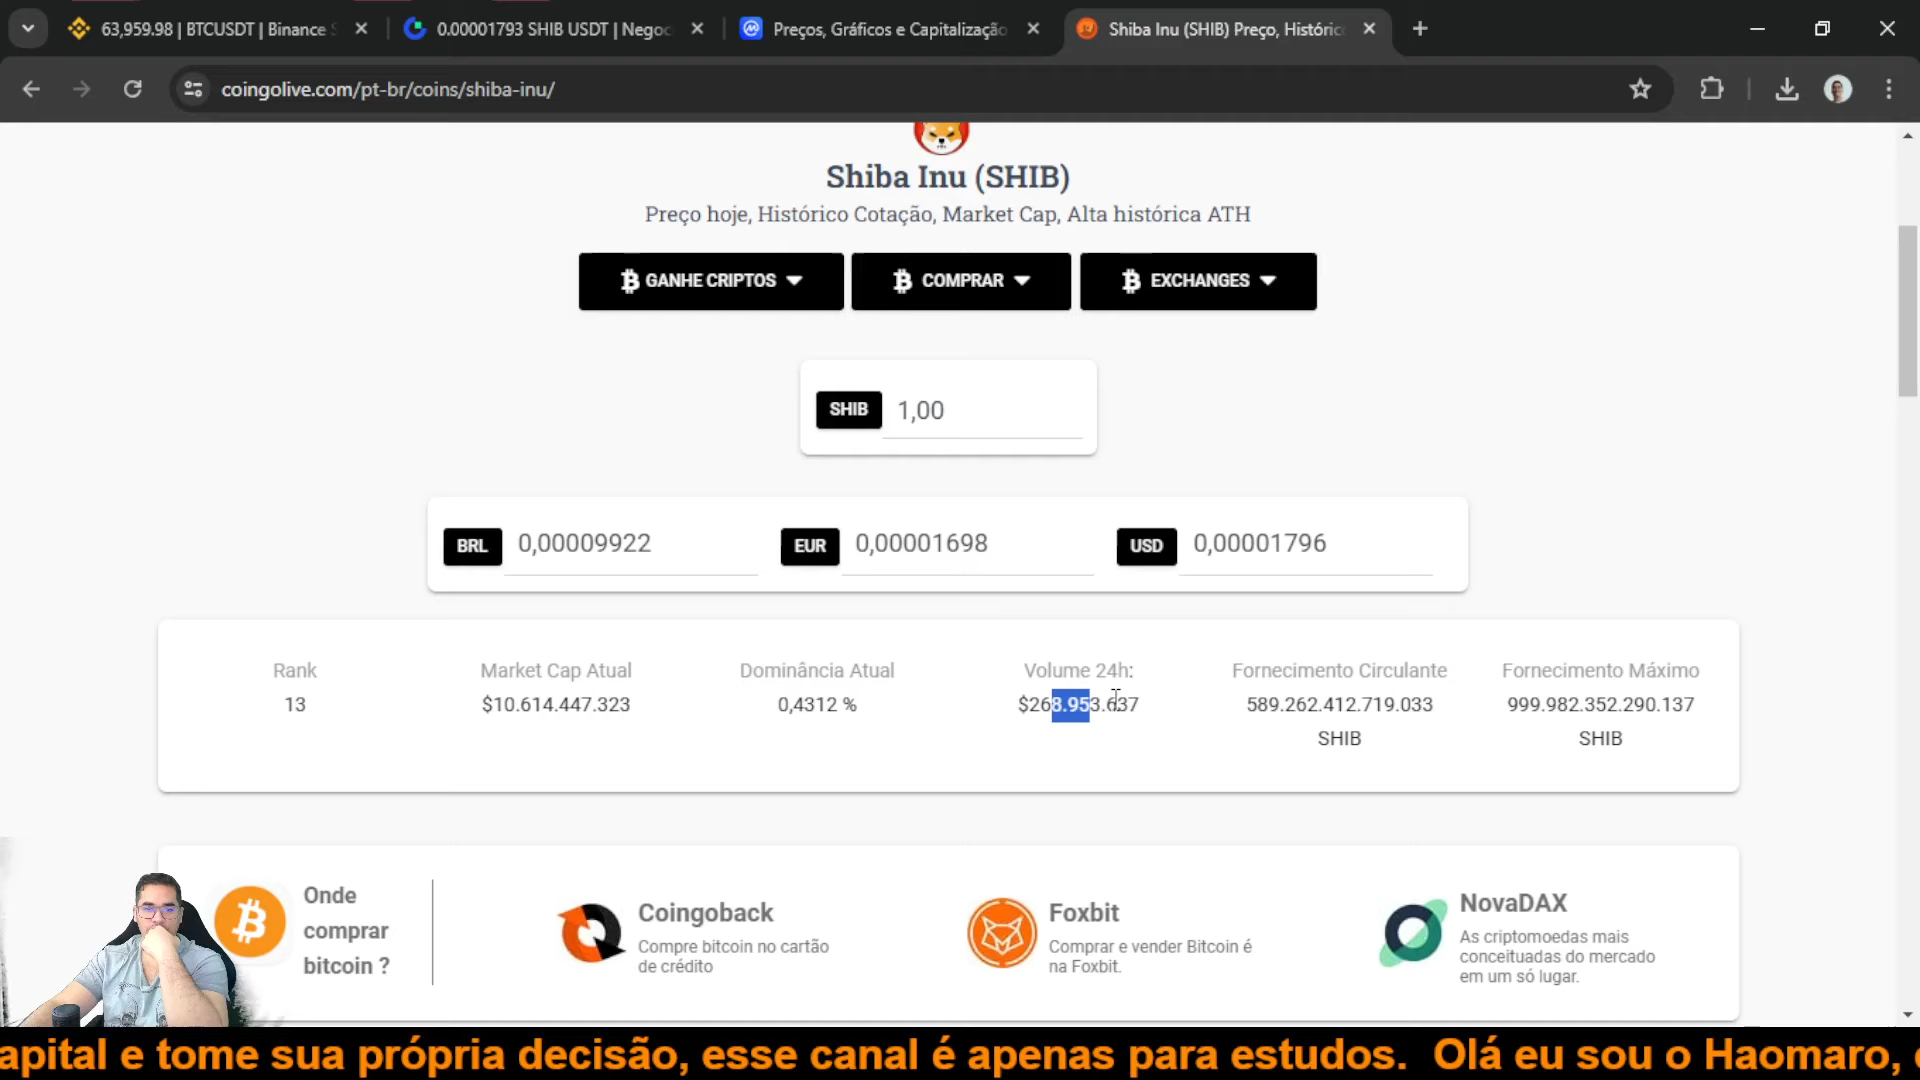 63,959.98 | BTCUSDT | Binance S
0.00001793 SHIB USDT | Negoc
Preços, Gráficos e Capitalização
Shiba Inu (SHIB) Preço, Históric
coingolive.com/pt-br/coins/shiba-inu/
Shiba Inu (SHIB)
Preço hoje, Histórico Cotação, Market Cap, Alta histórica ATH
GANHE CRIPTOS
COMPRAR
EXCHANGES
SHIB 1,00
BRL 0,00009922
EUR 0,00001698
USD 0,00001796
Rank
13
Market Cap Atual
$10.614.447.323
Dominância Atual
0,4312 %
Volume 24h:
$268.953.637
Fornecimento Circulante
589.262.412.719.033
SHIB
Fornecimento Máximo
999.982.352.290.137
SHIB
Onde
comprar
bitcoin ?
Coingoback
Compre bitcoin no cartão
de crédito
Foxbit
Comprar e vender Bitcoin é
na Foxbit.
NovaDAX
As criptomoedas mais
conceituadas do mercado
em um só lugar.
apital e tome sua própria decisão, esse canal é apenas para estudos. Olá eu sou o Haomaro,